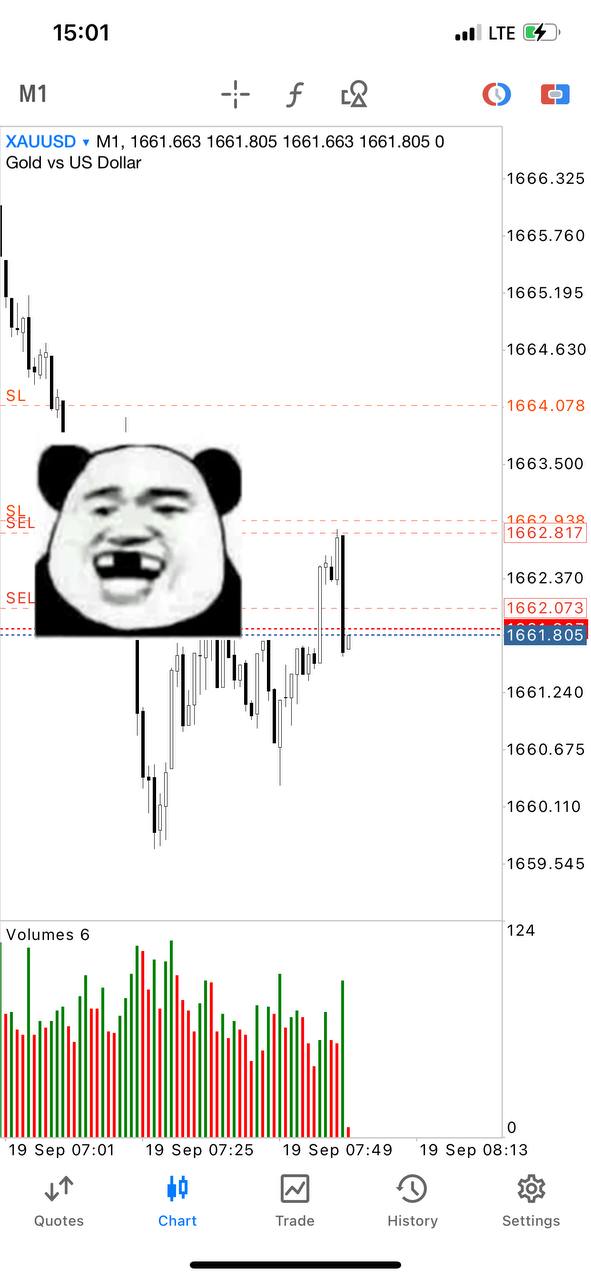 15:01
LTE
M1
XAUUSD ▾ M1, 1661.663 1661.805 1661.663 1661.805 0
Gold vs US Dollar
1666.325
1665.760
1665.195
1664.630
SL
1664.078
1663.500
SL
1662.938
SEL
1662.817
1662.370
SEL
1662.073
1661.805
1661.240
1660.675
1660.110
1659.545
Volumes 6
124
0
19 Sep 07:01
19 Sep 07:25
19 Sep 07:49
19 Sep 08:13
Quotes
Chart
Trade
History
Settings